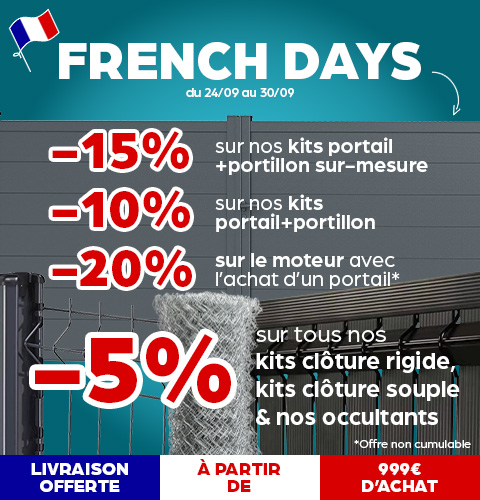 FRENCH DAYS
du 24/09 au 30/09
-15%
sur nos kits portail
+portillon sur-mesure
-10%
sur nos kits
portail+portillon
-20%
sur le moteur avec
l'achat d'un portail*
-5%
sur tous nos
kits clôture rigide,
kits clôture souple
& nos occultants
*Offre non cumulable
LIVRAISON
OFFERTE
À PARTIR
DE
999€
D'ACHAT